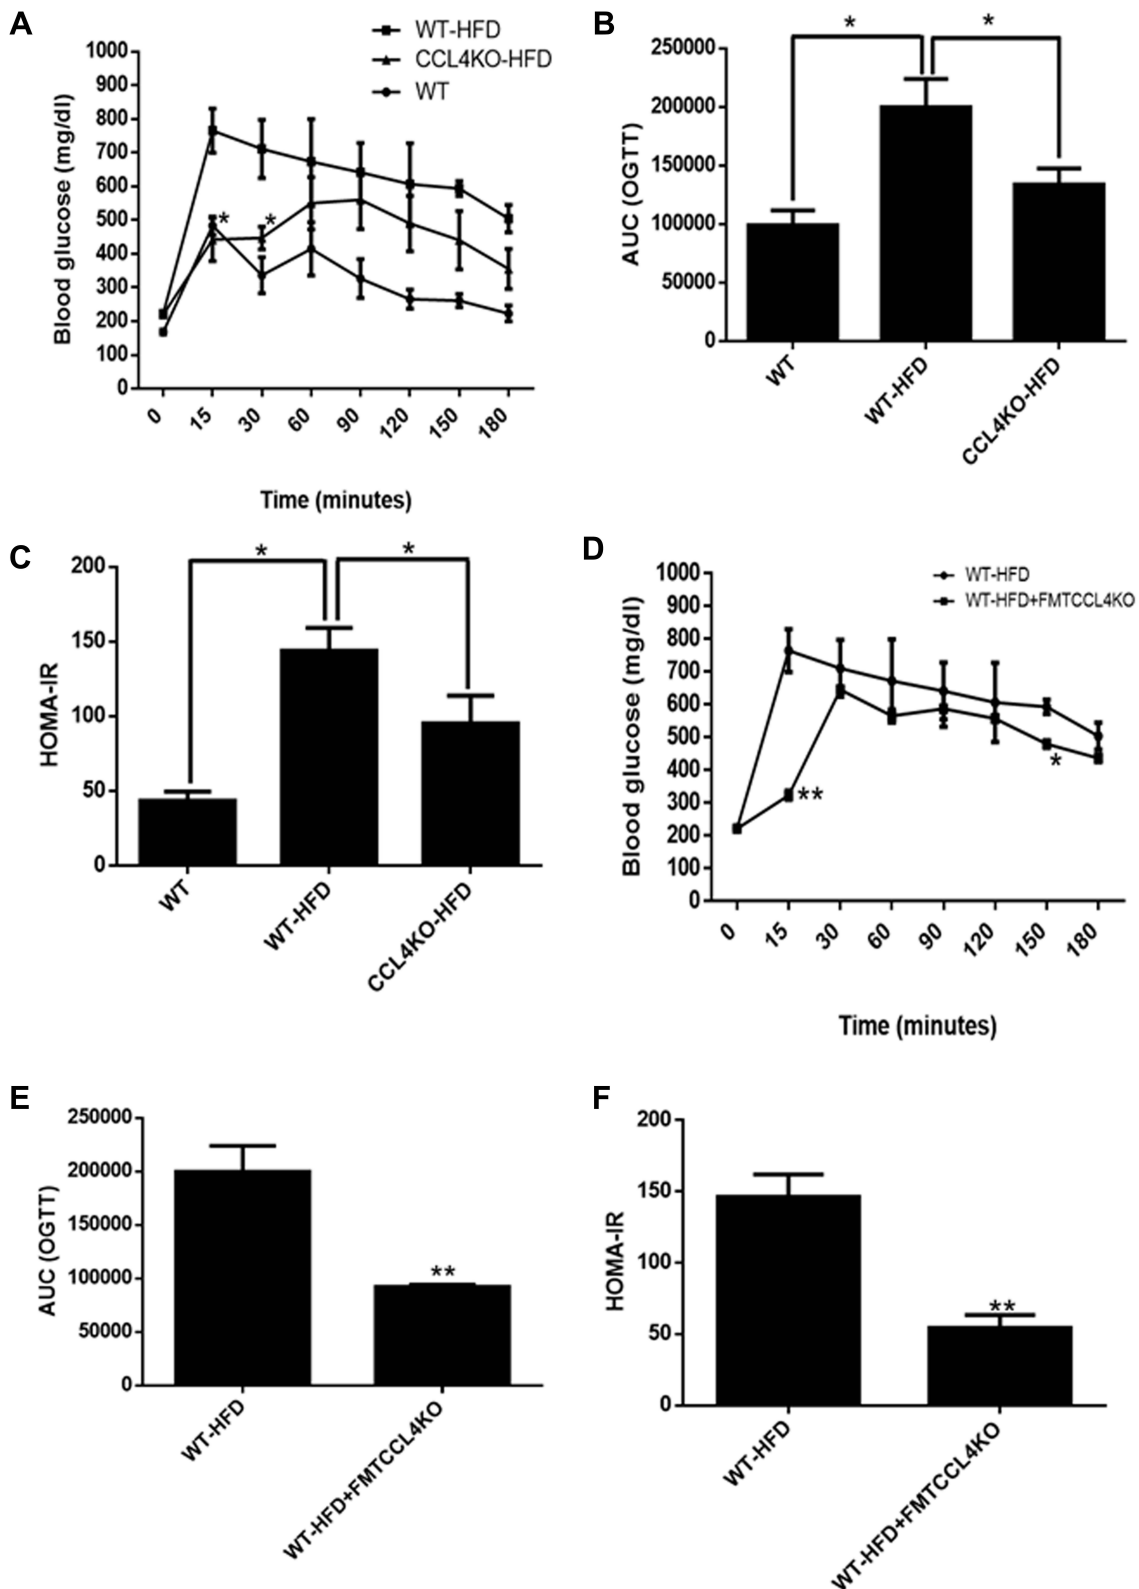 A
WT-HFD
CCL4KO-HFD
WT
Blood glucose (mg/dl)
1000
900
800
700
600
500
400
300
200
100
0
*
*
0
15
30
60
90
120
150
180
Time (minutes)
B
AUC (OGTT)
250000
200000
150000
100000
50000
0
*
*
WT
WT-HFD
CCL4KO-HFD
C
HOMA-IR
200
150
100
50
0
*
*
WT
WT-HFD
CCL4KO-HFD
D
WT-HFD
WT-HFD+FMTCCL4KO
Blood glucose (mg/dl)
1000
900
800
700
600
500
400
300
200
100
0
**
*
0
15
30
60
90
120
150
180
Time (minutes)
E
AUC (OGTT)
250000
200000
150000
100000
50000
0
**
WT-HFD
WT-HFD+FMTCCL4KO
F
HOMA-IR
200
150
100
50
0
**
WT-HFD
WT-HFD+FMTCCL4KO